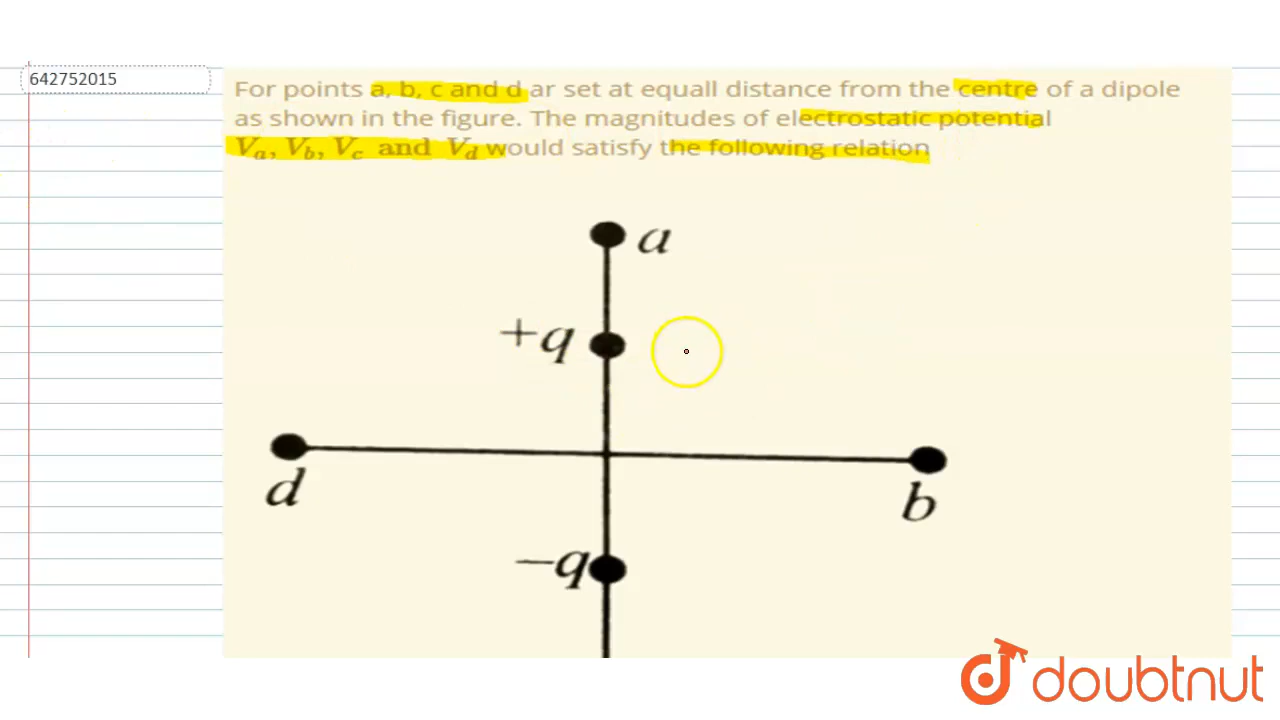 642752015
For points a, b, c and d ar set at equall distance from the centre of a dipole
as shown in the figure. The magnitudes of electrostatic potential
Va, Vb, Vc and Vd would satisfy the following relation
a
+q
d
b
−q
doubtnut